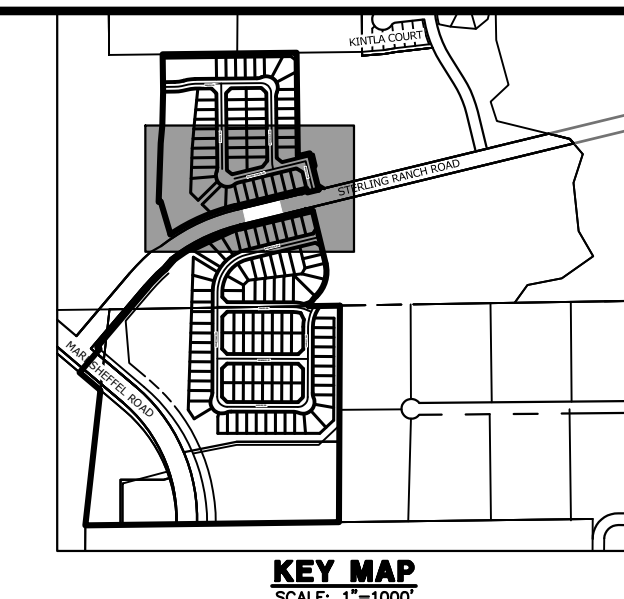 KINTLA COURT
STERLING RANCH ROAD
MARKSHEFFEL ROAD
KEY MAP
SCALE: 1"=1000'